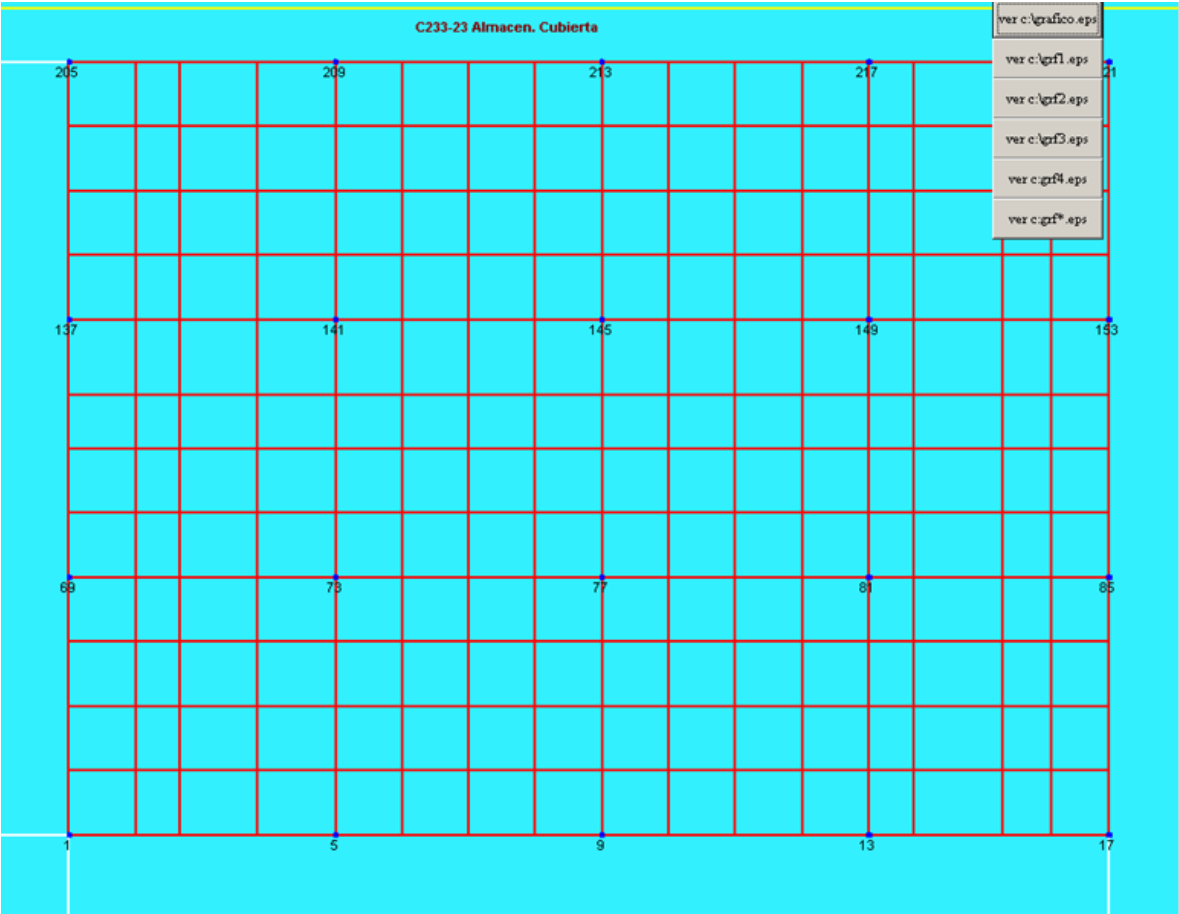 ver c:\grafico.eps
C233-23 Almacen. Cubierta
ver c:\grf1.eps
205 209 213 217 21
ver c:\grf2.eps
ver c:\grf3.eps
ver c:grf4.eps
ver c:grf*.eps
137 141 145 149 153
69 73 77 81 85
1 5 9 13 17